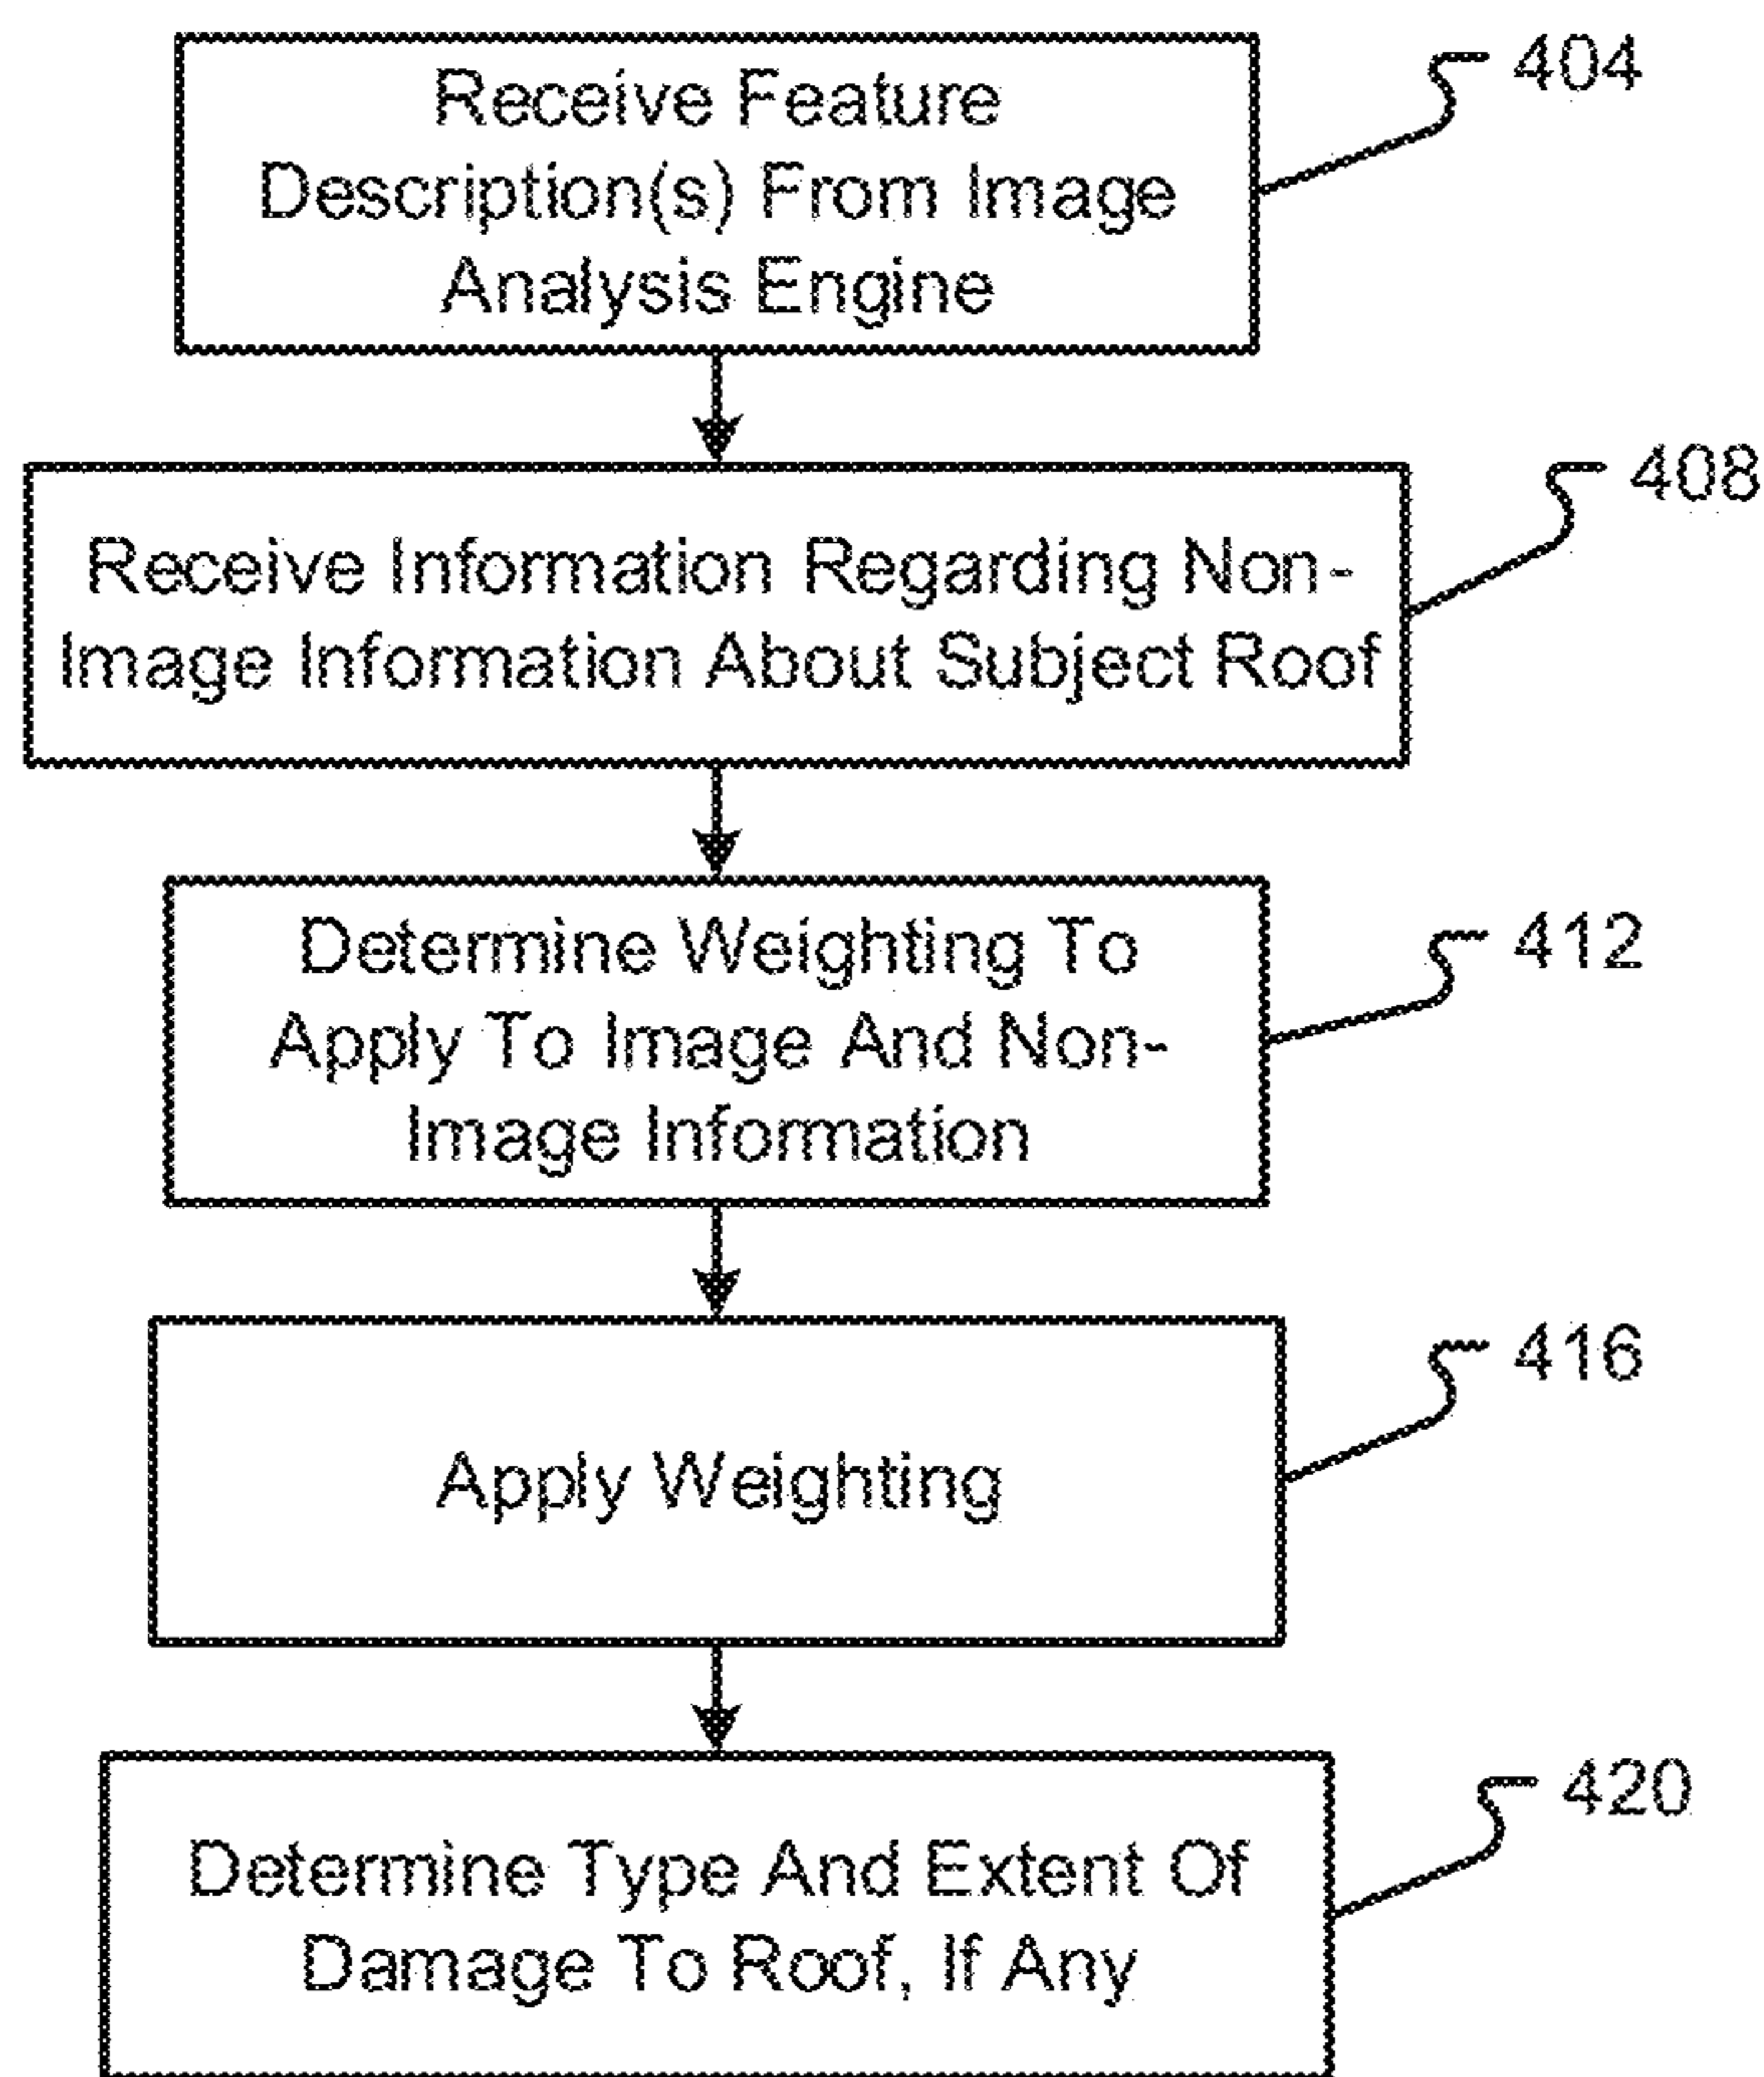 Receive Feature
Description(s) From Image
Analysis Engine
404
Receive Information Regarding Non-
Image Information About Subject Roof
408
Determine Weighting To
Apply To Image And Non-
Image Information
412
Apply Weighting
416
Determine Type And Extent Of
Damage To Roof, If Any
420